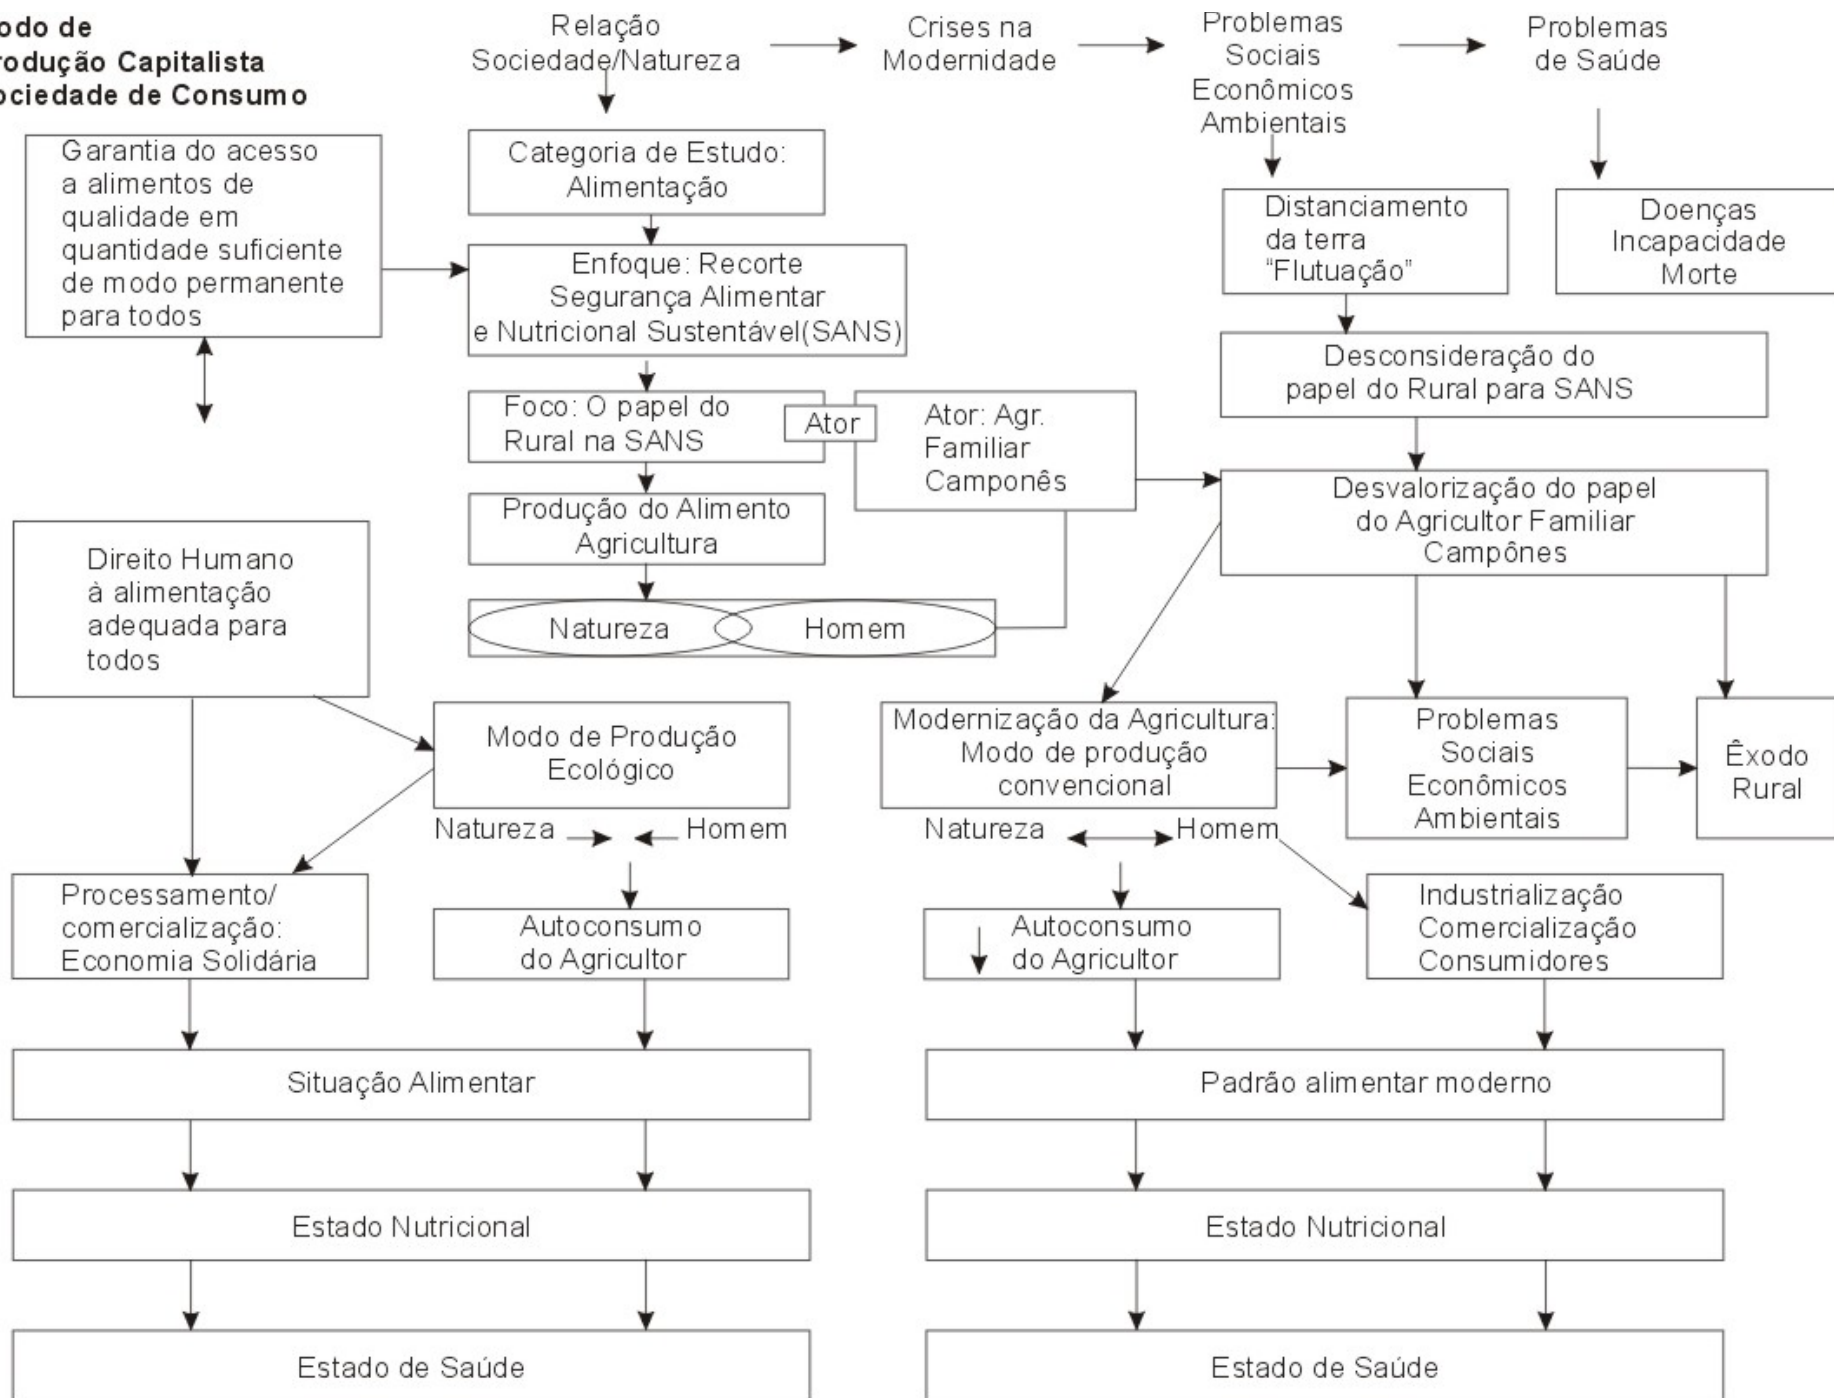 odo de
rodução Capitalista
ociedade de Consumo
Relação
Sociedade/Natureza
Crises na
Modernidade
Problemas
Sociais
Econômicos
Ambientais
Problemas
de Saúde
Garantia do acesso
a alimentos de
qualidade em
quantidade suficiente
de modo permanente
para todos
Categoria de Estudo:
Alimentação
Enfoque: Recorte
Segurança Alimentar
e Nutricional Sustentável(SANS)
Distanciamento
da terra
“Flutuação”
Doenças
Incapacidade
Morte
Desconsideração do
papel do Rural para SANS
Foco: O papel do
Rural na SANS
Ator
Ator: Agr.
Familiar
Camponês
Desvalorização do papel
do Agricultor Familiar
Campônes
Produção do Alimento
Agricultura
Natureza
Homem
Direito Humano
à alimentação
adequada para
todos
Modo de Produção
Ecológico
Natureza
Homem
Modernização da Agricultura:
Modo de produção
convencional
Natureza
Homem
Problemas
Sociais
Econômicos
Ambientais
Êxodo
Rural
Processamento/
comercialização:
Economia Solidária
Autoconsumo
do Agricultor
Autoconsumo
do Agricultor
Industrialização
Comercialização
Consumidores
Situação Alimentar
Padrão alimentar moderno
Estado Nutricional
Estado Nutricional
Estado de Saúde
Estado de Saúde